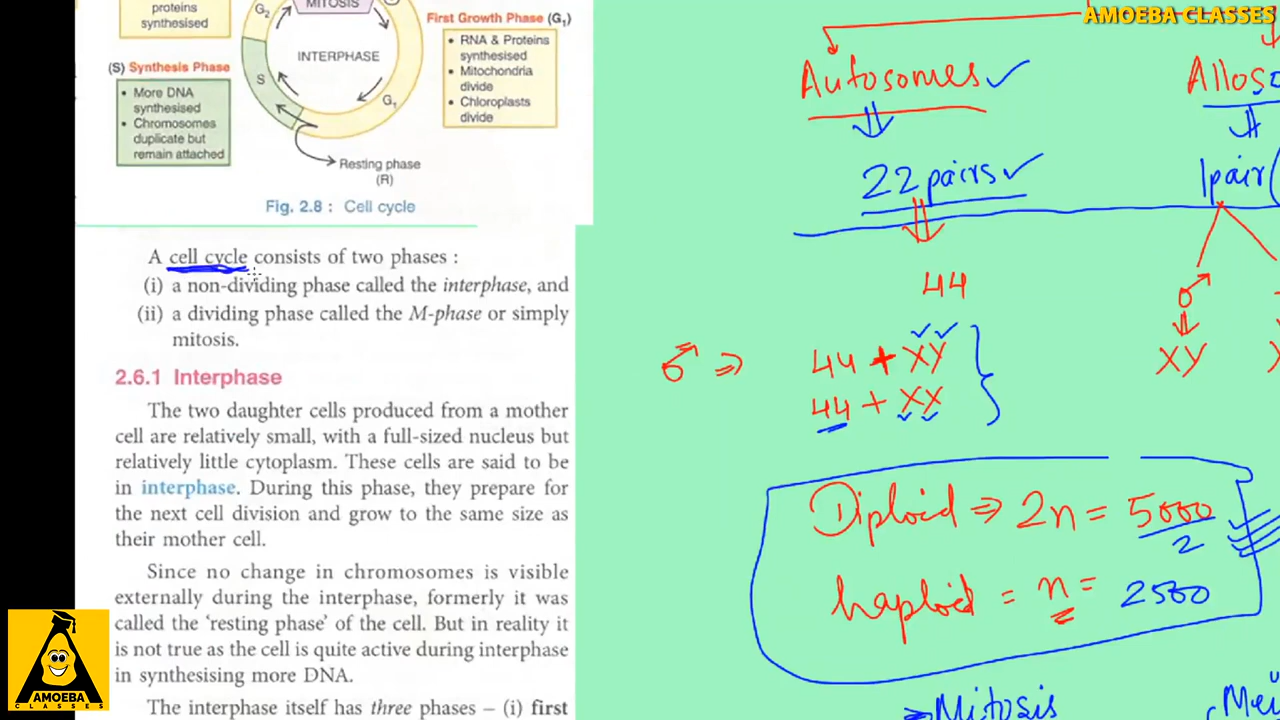 AMOEBA CLASSES
proteins
synthesised
G₂
MITOSIS
First Growth Phase (G₁)
• RNA & Proteins
synthesised
• Mitochondria
divide
• Chloroplasts
divide
INTERPHASE
(S) Synthesis Phase
• More DNA
synthesised
• Chromosomes
duplicate but
remain attached
S
G₁
Resting phase
(R)
Fig. 2.8 : Cell cycle
A cell cycle consists of two phases :
(i) a non-dividing phase called the interphase, and
(ii) a dividing phase called the M-phase or simply
mitosis.
2.6.1 Interphase
The two daughter cells produced from a mother
cell are relatively small, with a full-sized nucleus but
relatively little cytoplasm. These cells are said to be
in interphase. During this phase, they prepare for
the next cell division and grow to the same size as
their mother cell.
Since no change in chromosomes is visible
externally during the interphase, formerly it was
called the 'resting phase' of the cell. But in reality it
is not true as the cell is quite active during interphase
in synthesising more DNA.
The interphase itself has three phases – (i) first
Autosomes
22 pairs
1 pair (
44
♂
XY
♂ ⇒ 44 + XY
44 + XX
Diploid ⇒ 2n = 5000
2
haploid = n = 2500
Mitosis
AMOEBA
CLASSES